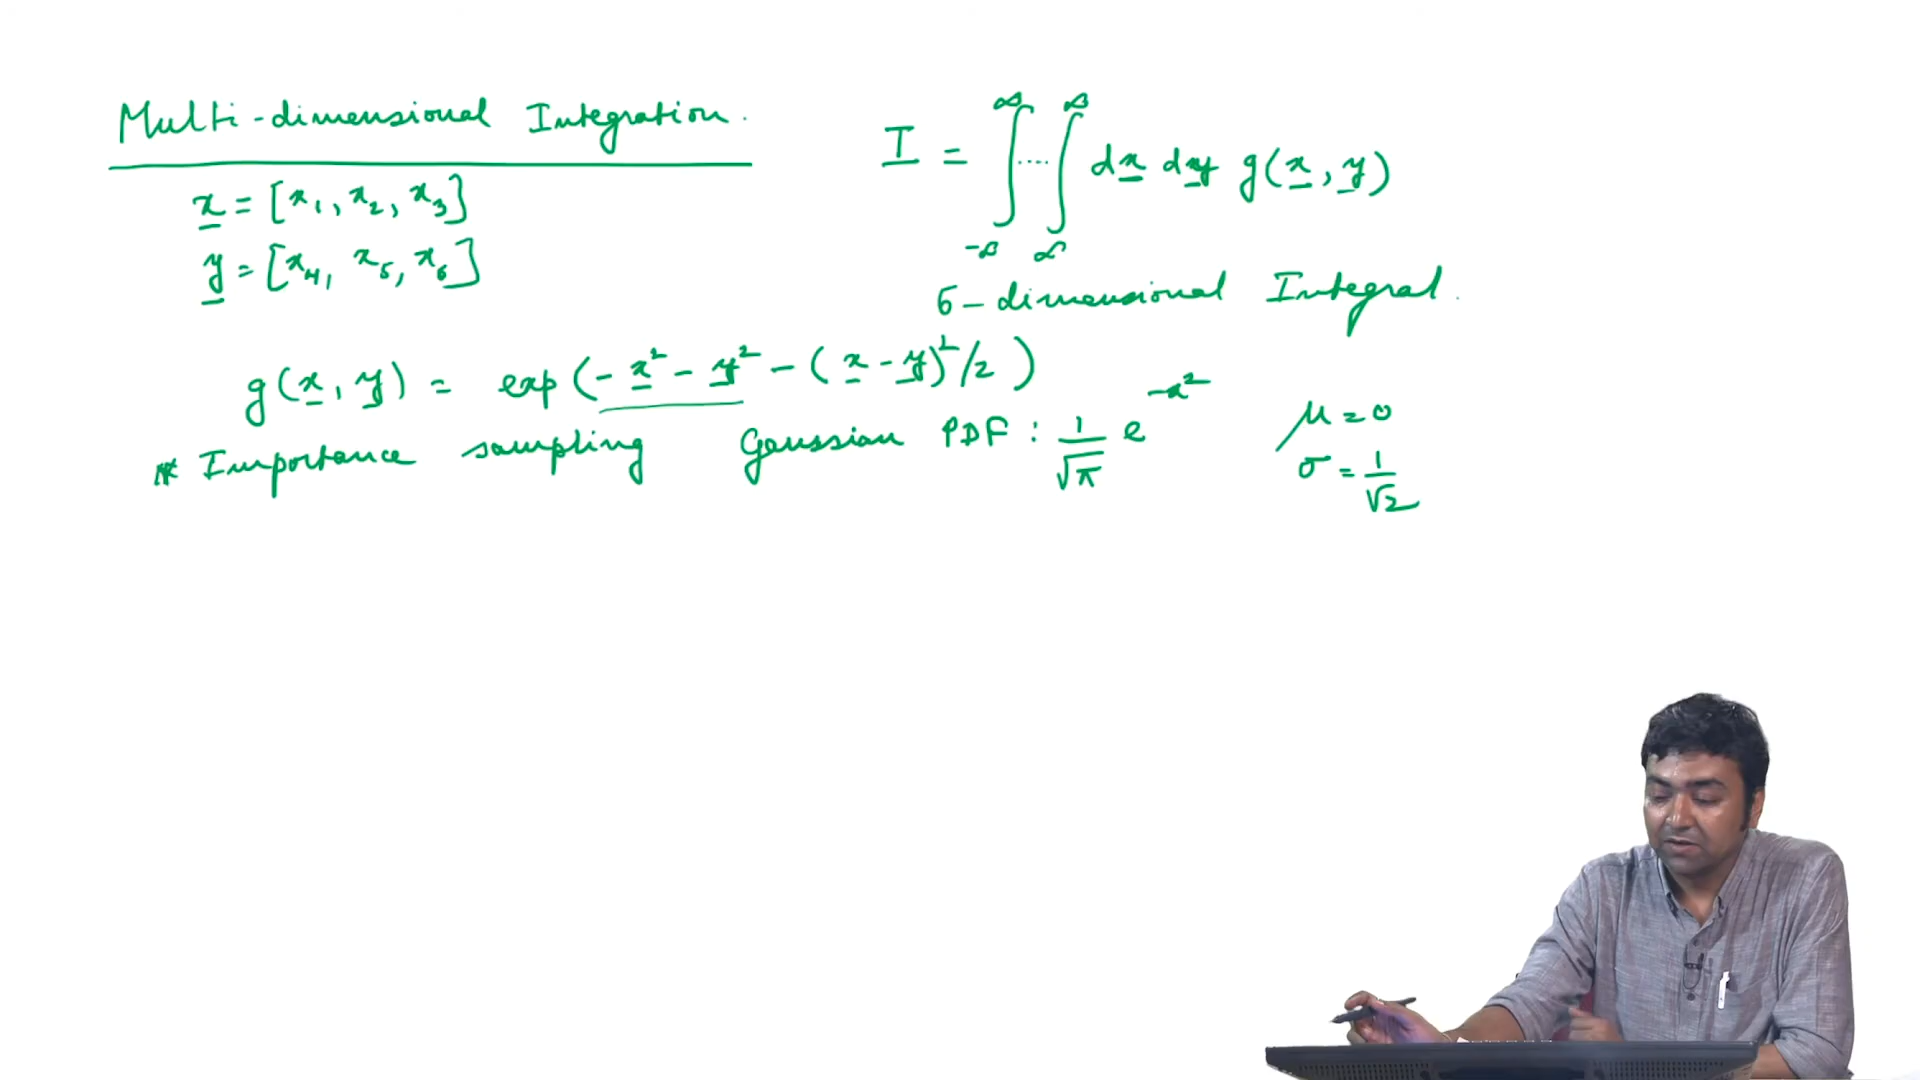 Multi-dimensional Integration.
x = [x₁, x₂, x₃]
y = [x₄, x₅, x₆]
I = ∫_{-∞}^{∞} .... ∫_{∞}^{∞} dx dy g(x, y)
6-dimensional Integral.
g(x, y) = exp(-x² - y² - (x - y)²/2)
* Importance sampling Gaussian PDF : 1/√π e^{-x²}
μ = 0
σ = 1/√2